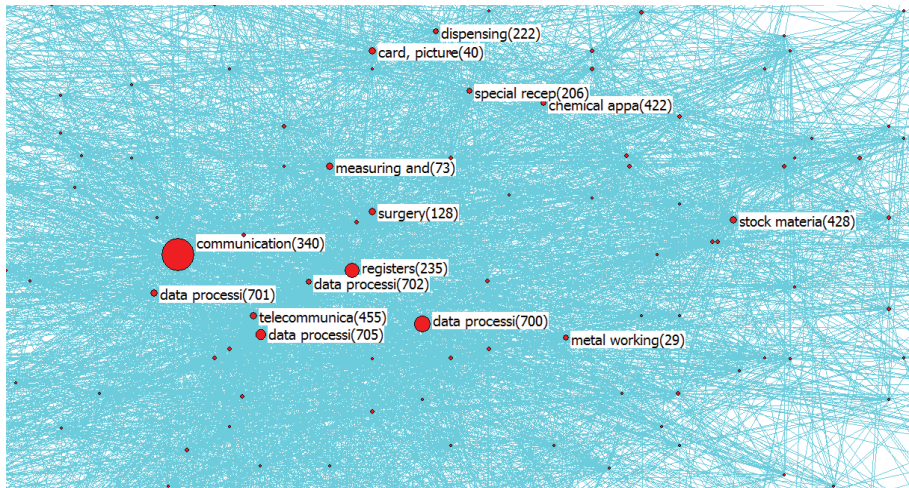 dispensing(222)
card, picture(40)
special recep(206)
chemical appa(422)
measuring and(73)
surgery(128)
stock materia(428)
communication(340)
registers(235)
data processi(702)
data processi(701)
telecommunica(455)
data processi(700)
data processi(705)
metal working(29)